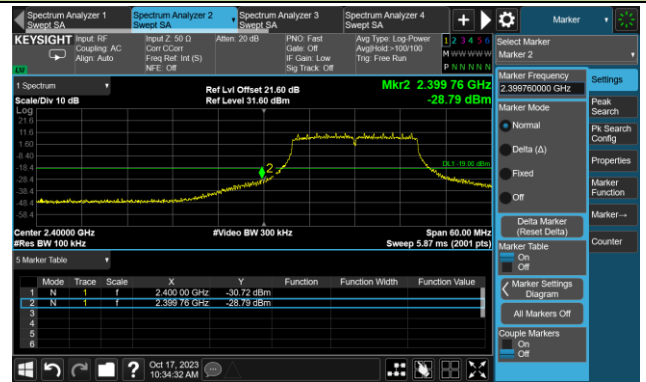 Spectrum Analyzer 1
Swept SA
Spectrum Analyzer 2
Swept SA
Spectrum Analyzer 3
Swept SA
Spectrum Analyzer 4
Swept SA
+
Marker
KEYSIGHT
Input: RF
Coupling: AC
Align: Auto
Input Z: 50 Ω
Corr CCorr
Freq Ref: Int (S)
NFE: Off
Atten: 20 dB
PNO: Fast
Gate: Off
IF Gain: Low
Sig Track: Off
Avg Type: Log-Power
Avg|Hold:>100/100
Trig: Free Run
1 2 3 4 5 6
M W W W W W
P N N N N N
LW
Select Marker
Marker 2
1 Spectrum
Scale/Div 10 dB
Ref Lvl Offset 21.60 dB
Ref Level 31.60 dBm
Mkr2 2.399 76 GHz
-28.79 dBm
Log
21.6
11.6
1.60
-8.40
-18.4
-28.4
-38.4
-48.4
-58.4
2
DL1 -19.00 dBm
Center 2.40000 GHz
#Res BW 100 kHz
#Video BW 300 kHz
Span 60.00 MHz
Sweep 5.87 ms (2001 pts)
5 Marker Table
Mode Trace Scale X Y Function Function Width Function Value
1 N 1 f 2.400 00 GHz -30.72 dBm
2 N 1 f 2.399 76 GHz -28.79 dBm
3
4
5
6
Marker Frequency
2.399760000 GHz
Marker Mode
Normal
Delta (Δ)
Fixed
Off
Delta Marker
(Reset Delta)
Marker Table
On
Off
Marker Settings
Diagram
All Markers Off
Couple Markers
On
Off
Settings
Peak
Search
Pk Search
Config
Properties
Marker
Function
Marker→
Counter
?
Oct 17, 2023
10:34:32 AM